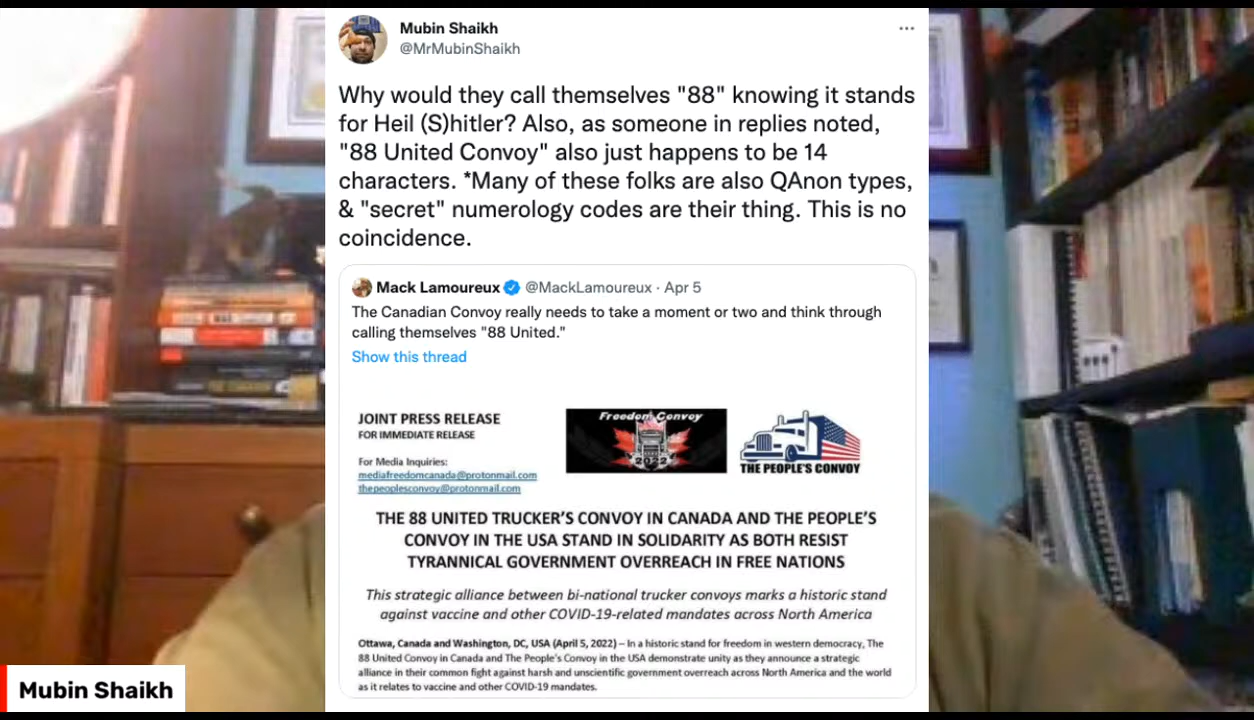 Mubin Shaikh
@MrMubinShaikh
Why would they call themselves "88" knowing it stands
for Heil (S)hitler? Also, as someone in replies noted,
"88 United Convoy" also just happens to be 14
characters. *Many of these folks are also QAnon types,
& "secret" numerology codes are their thing. This is no
coincidence.
Mack Lamoureux @MackLamoureux · Apr 5
The Canadian Convoy really needs to take a moment or two and think through
calling themselves "88 United."
Show this thread
JOINT PRESS RELEASE
FOR IMMEDIATE RELEASE
For Media Inquiries:
mediafreedomcanada@protonmail.com
thepeoplesconvoy@protonmail.com
Freedom Convoy
2022
THE PEOPLE'S CONVOY
THE 88 UNITED TRUCKER'S CONVOY IN CANADA AND THE PEOPLE'S
CONVOY IN THE USA STAND IN SOLIDARITY AS BOTH RESIST
TYRANNICAL GOVERNMENT OVERREACH IN FREE NATIONS
This strategic alliance between bi-national trucker convoys marks a historic stand
against vaccine and other COVID-19-related mandates across North America
Ottawa, Canada and Washington, DC, USA (April 5, 2022) – In a historic stand for freedom in western democracy, The
88 United Convoy in Canada and The People's Convoy in the USA demonstrate unity as they announce a strategic
alliance in their common fight against harsh and unscientific government overreach across North America and the world
as it relates to vaccine and other COVID-19 mandates.
Mubin Shaikh